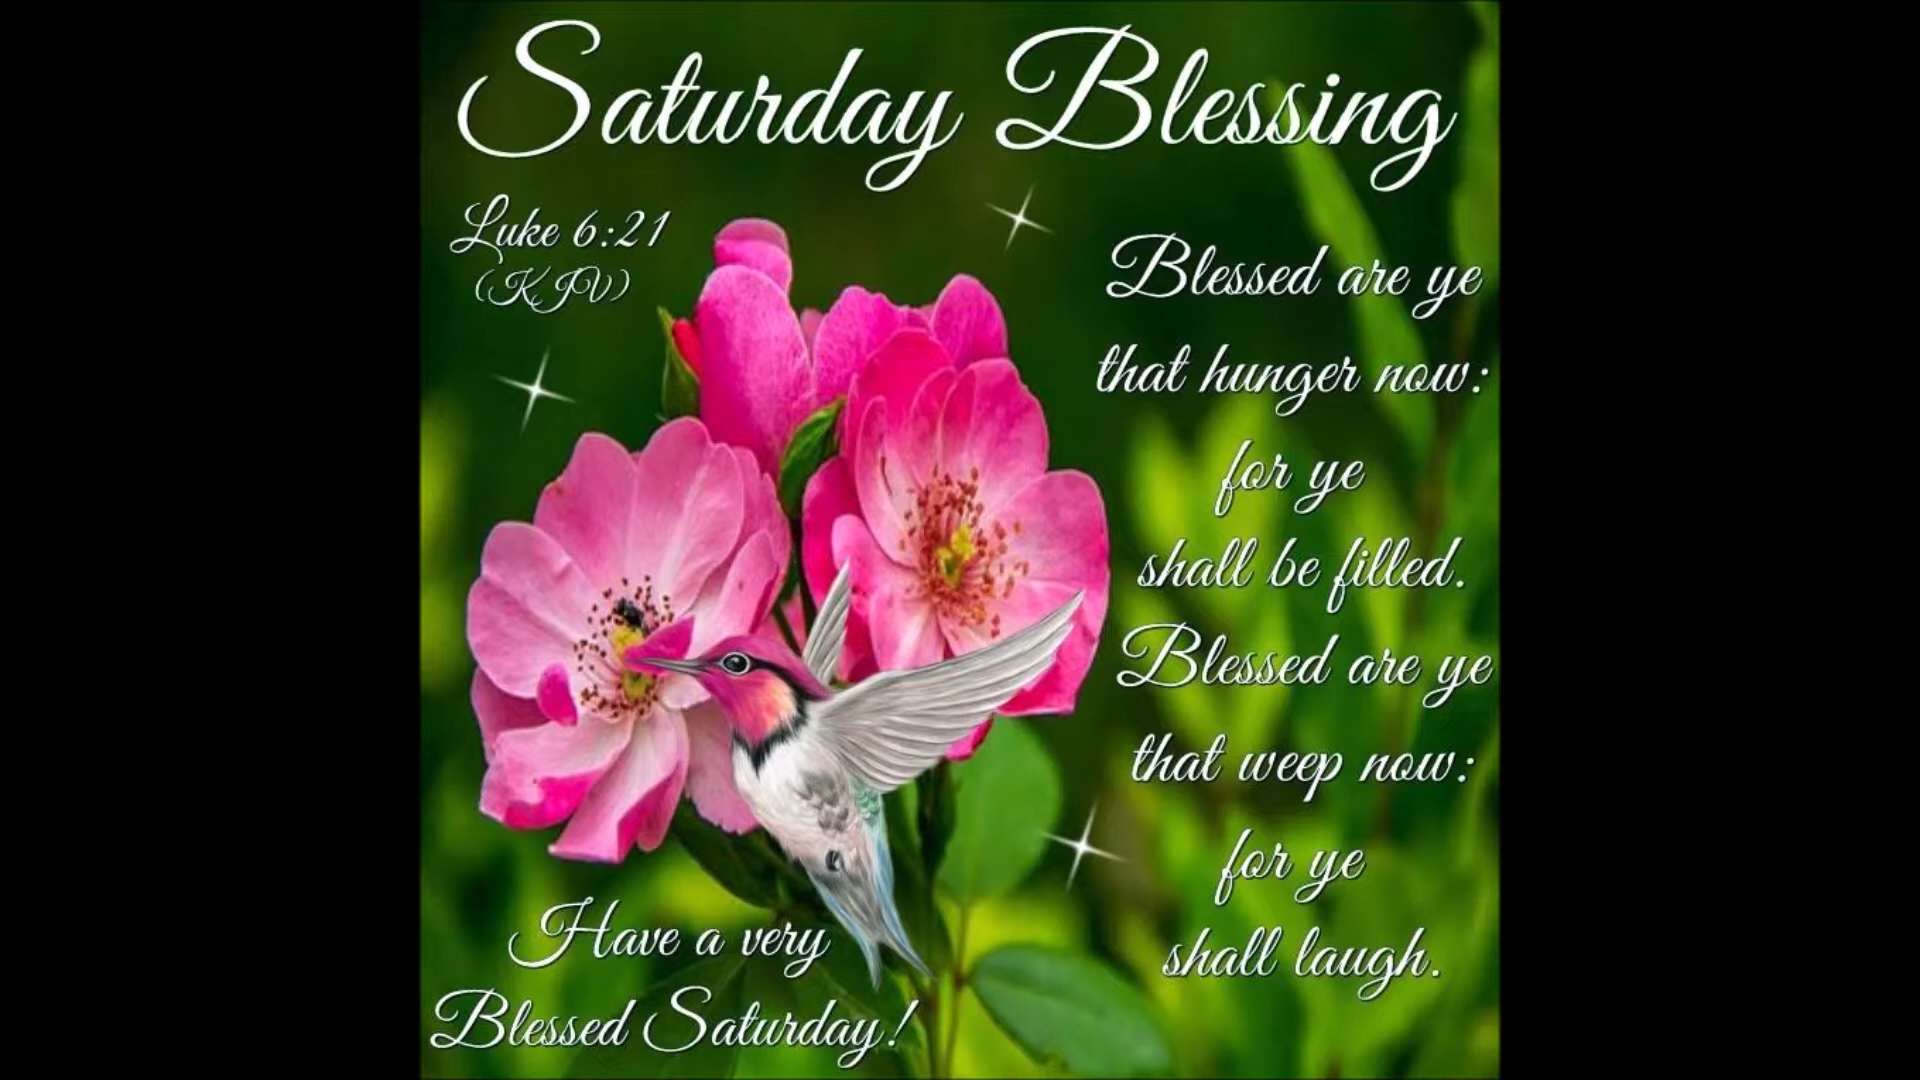 Saturday Blessing
Luke 6:21
(KJV)
Blessed are ye
that hunger now:
for ye
shall be filled.
Blessed are ye
that weep now:
for ye
shall laugh.
Have a very
Blessed Saturday!